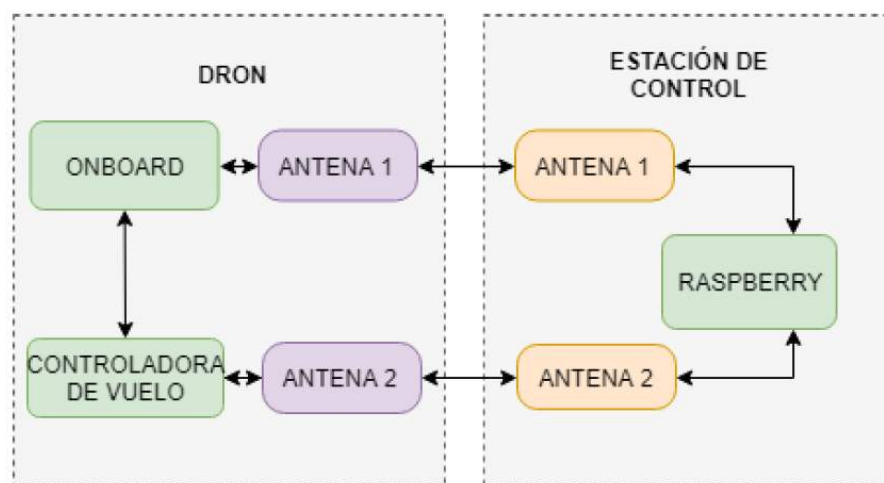 DRON
ESTACIÓN DE
CONTROL
ONBOARD
ANTENA 1
ANTENA 1
RASPBERRY
CONTROLADORA
DE VUELO
ANTENA 2
ANTENA 2